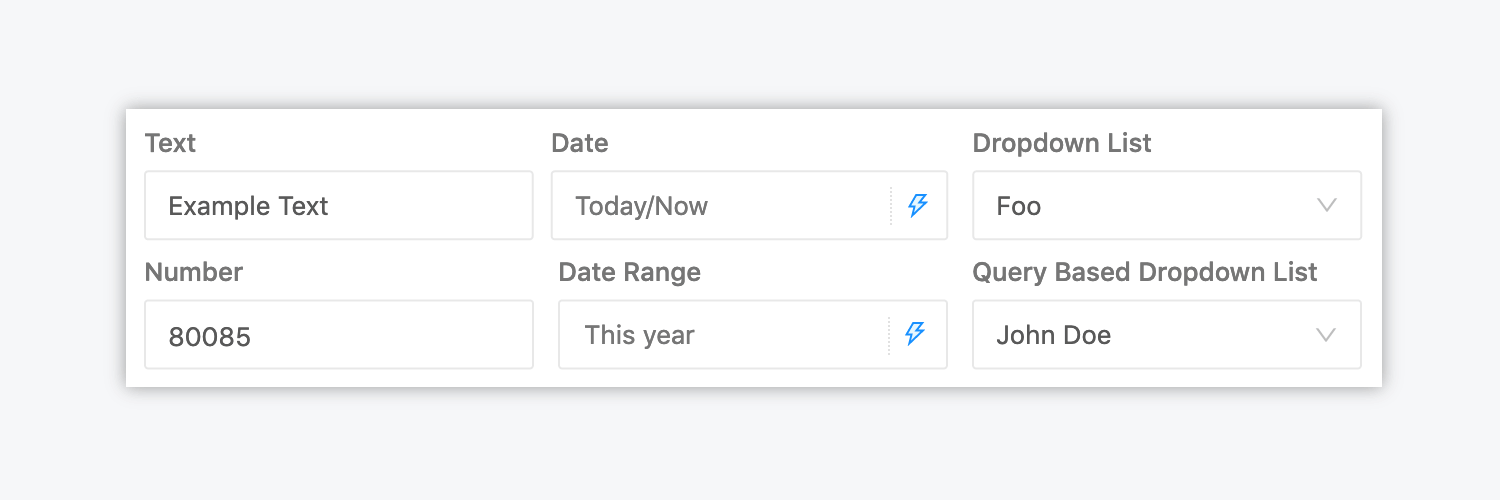 Text Date Dropdown List
Example Text Today/Now Foo
Number Date Range Query Based Dropdown List
80085 This year John Doe